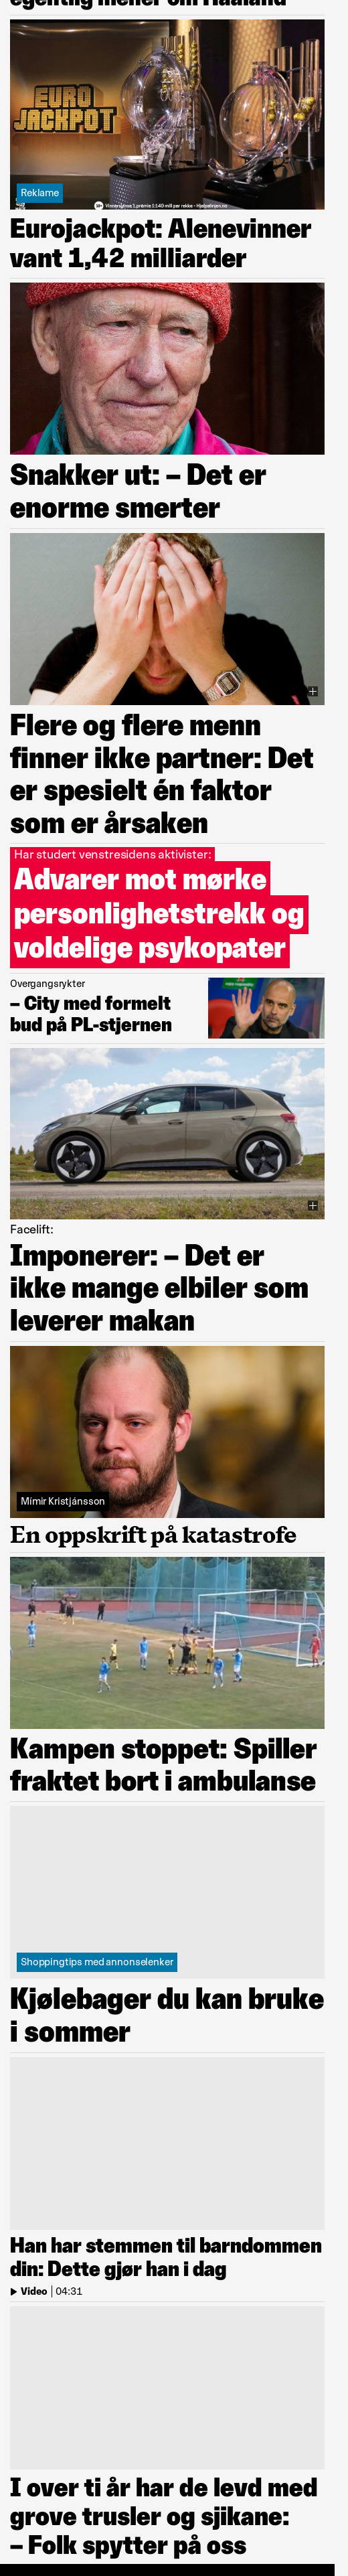 egentlig mener om Haaland
EURO
JACKPOT
Reklame
Vinnersjanse 1.premie 1:140 mill per rekke - Hjelpelinjen.no
Eurojackpot: Alenevinner
vant 1,42 milliarder
Snakker ut: – Det er
enorme smerter
Flere og flere menn
finner ikke partner: Det
er spesielt én faktor
som er årsaken
Har studert venstresidens aktivister:
Advarer mot mørke
personlighetstrekk og
voldelige psykopater
Overgangsrykter
– City med formelt
bud på PL-stjernen
Facelift:
Imponerer: – Det er
ikke mange elbiler som
leverer makan
Mímir Kristjánsson
En oppskrift på katastrofe
Kampen stoppet: Spiller
fraktet bort i ambulanse
Shoppingtips med annonselenker
Kjølebager du kan bruke
i sommer
Han har stemmen til barndommen
din: Dette gjør han i dag
Video | 04:31
I over ti år har de levd med
grove trusler og sjikane:
– Folk spytter på oss